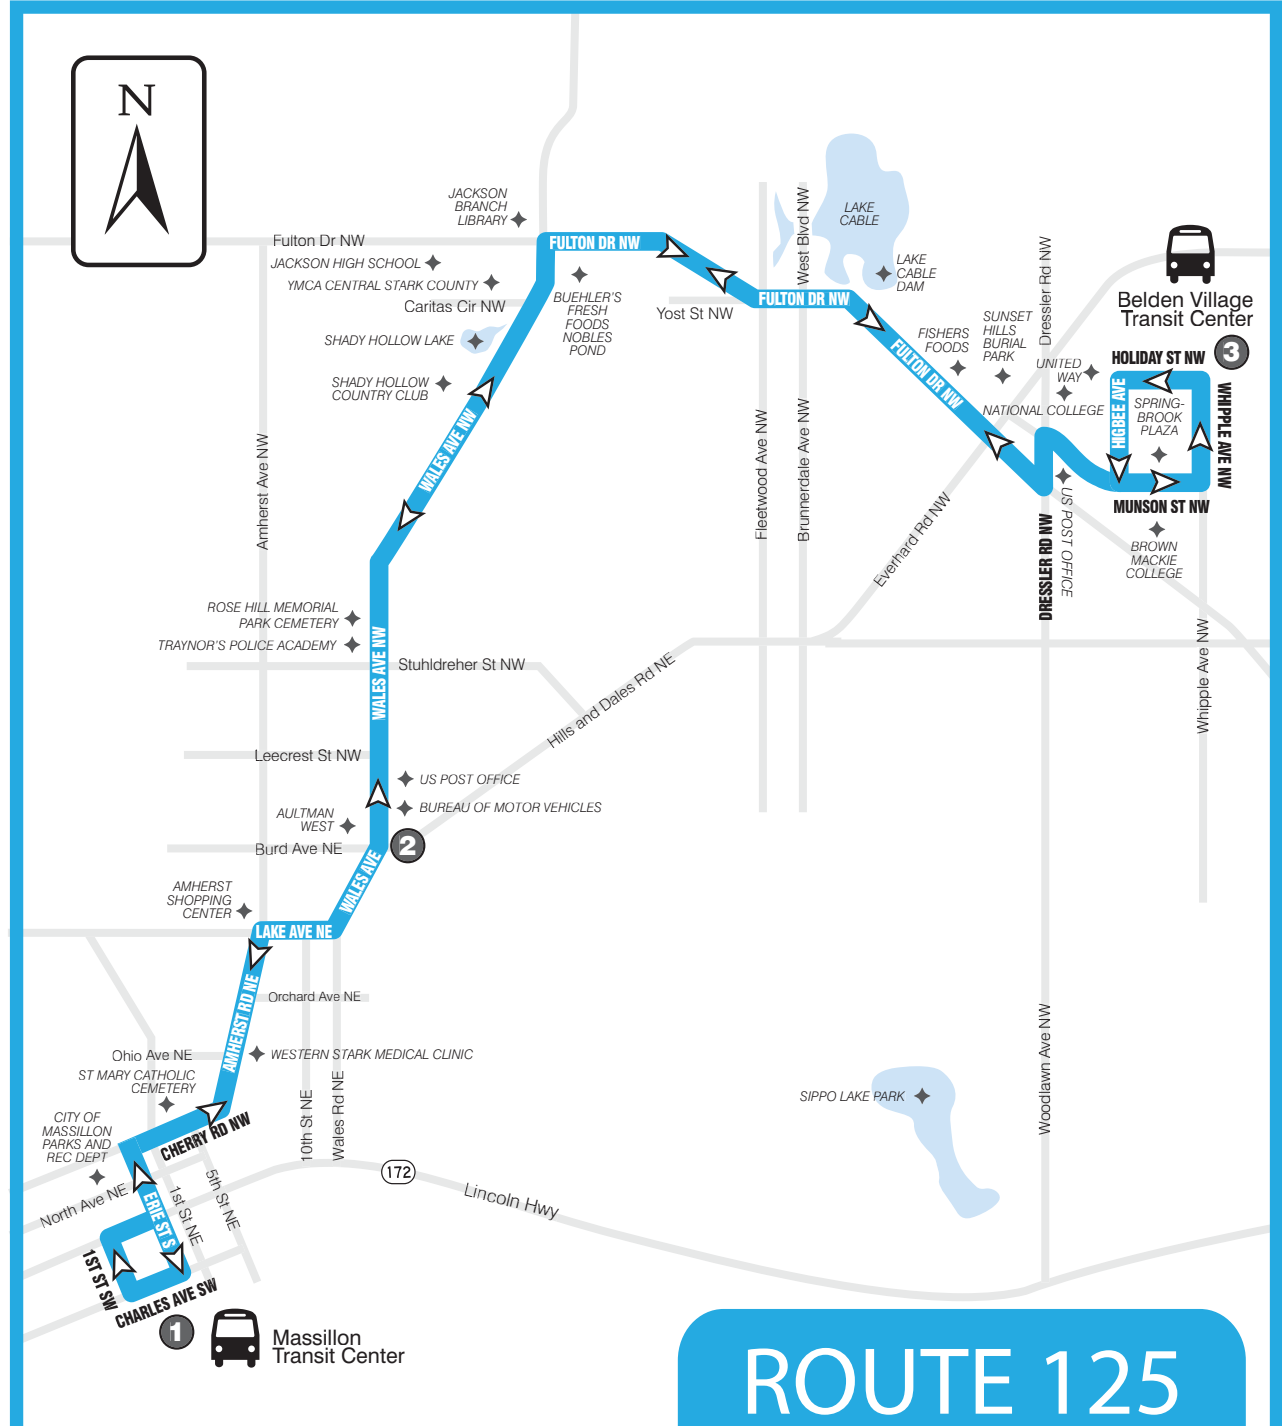 N
JACKSON
BRANCH
LIBRARY
Fulton Dr NW
FULTON DR NW
JACKSON HIGH SCHOOL
YMCA CENTRAL STARK COUNTY
Caritas Cir NW
BUEHLER'S
FRESH
FOODS
NOBLES
POND
SHADY HOLLOW LAKE
SHADY HOLLOW
COUNTRY CLUB
WALES AVE NW
Amherst Ave NW
LAKE
CABLE
West Blvd NW
LAKE
CABLE
DAM
Yost St NW
FULTON DR NW
FULTON DR NW
FISHERS
FOODS
SUNSET
HILLS
BURIAL
PARK
Dressler Rd NW
UNITED
WAY
NATIONAL COLLEGE
Belden Village
Transit Center
3
HOLIDAY ST NW
HIGBEE AVE
SPRING-
BROOK
PLAZA
WHIPPLE AVE NW
MUNSON ST NW
BROWN
MACKIE
COLLEGE
US POST OFFICE
DRESSLER RD NW
Fleetwood Ave NW
Brunnerdale Ave NW
Everhard Rd NW
Whipple Ave NW
ROSE HILL MEMORIAL
PARK CEMETERY
TRAYNOR'S POLICE ACADEMY
WALES AVE NW
Stuhldreher St NW
Hills and Dales Rd NE
Leecrest St NW
US POST OFFICE
BUREAU OF MOTOR VEHICLES
AULTMAN
WEST
Burd Ave NE
2
WALES AVE
AMHERST
SHOPPING
CENTER
LAKE AVE NE
AMHERST RD NE
Orchard Ave NE
Ohio Ave NE
WESTERN STARK MEDICAL CLINIC
ST MARY CATHOLIC
CEMETERY
CITY OF
MASSILLON
PARKS AND
REC DEPT
CHERRY RD NW
10th St NE
Wales Rd NE
SIPPO LAKE PARK
Woodlawn Ave NW
172
Lincoln Hwy
North Ave NE
ERIE ST S
1st St NE
5th St NE
1ST ST SW
CHARLES AVE SW
1
Massillon
Transit Center
ROUTE 125